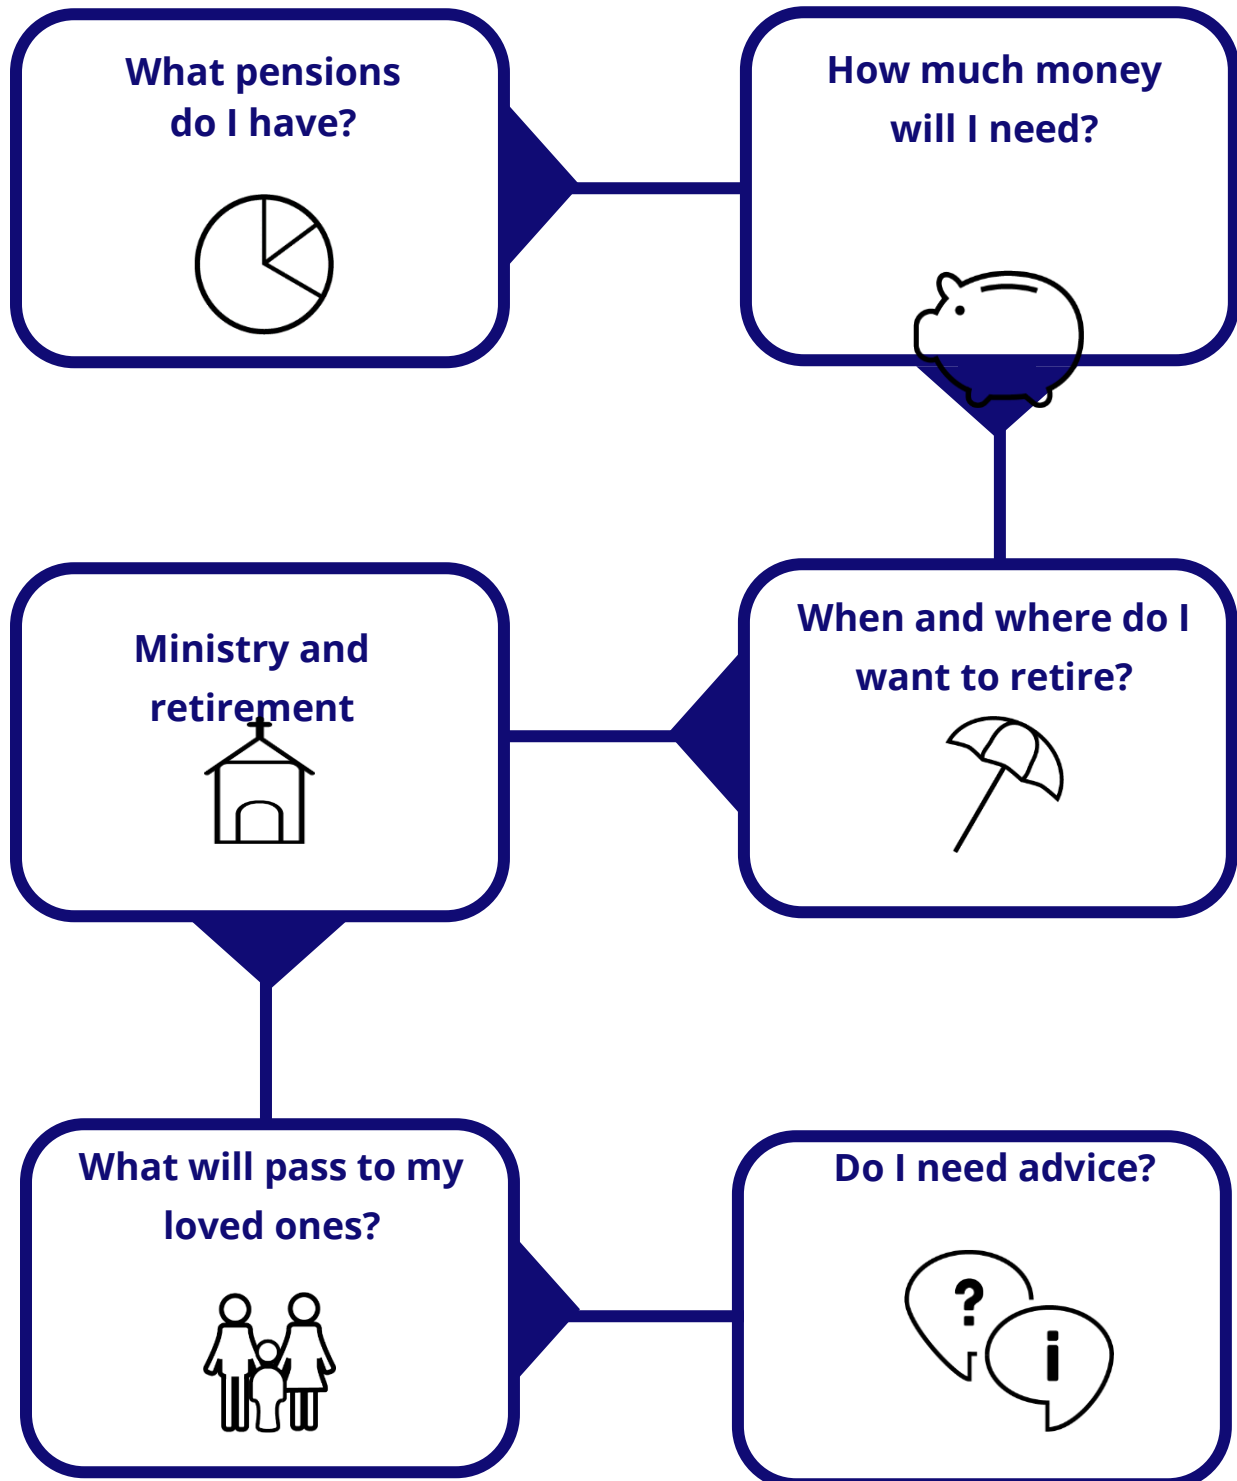 What pensions
do I have?
How much money
will I need?
When and where do I
want to retire?
Ministry and
retirement
What will pass to my
loved ones?
Do I need advice?
?
i